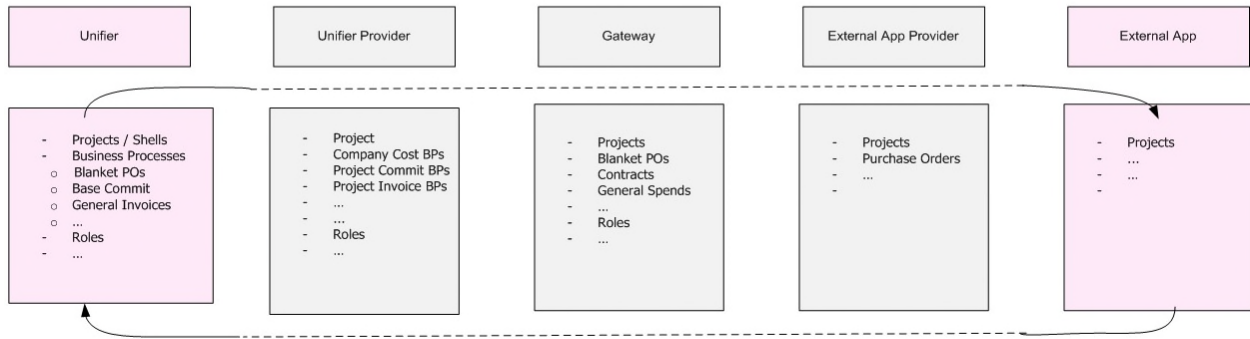 Unifier
Unifier Provider
Gateway
External App Provider
External App
- Projects / Shells
- Business Processes
o Blanket POs
o Base Commit
o General Invoices
o ...
- Roles
- ...
- Project
- Company Cost BPs
- Project Commit BPs
- Project Invoice BPs
- ...
- ...
- Roles
- ...
- Projects
- Blanket POs
- Contracts
- General Spends
- ...
- Roles
- ...
- Projects
- Purchase Orders
- ...
-
- Projects
- ...
- ...
-